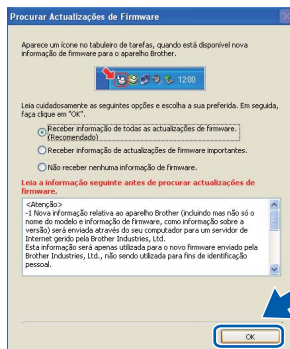 Procurar Actualizações de Firmware
Aparece um ícone no tabuleiro de tarefas, quando está disponível nova
informação de firmware para o aparelho Brother.
12:00
Leia cuidadosamente as seguintes opções e escolha a sua preferida. Em seguida,
faça clique em "OK".
Receber informação de todas as actualizações de firmware.
(Recomendado)
Receber informação de actualizações de firmware importantes.
Não receber nenhuma informação de firmware.
Leia a informação seguinte antes de procurar actualizações de
firmware.
<Atenção>
-1 Nova informação relativa ao aparelho Brother (incluindo mas não só o
nome do modelo e informação de firmware, como informação sobre a
versão) será enviada através do seu computador para um servidor de
Internet gerido pela Brother Industries, Ltd.
Esta informação será apenas utilizada para o novo firmware enviado pela
Brother Industries, Ltd., não sendo utilizada para fins de identificação
pessoal.
OK